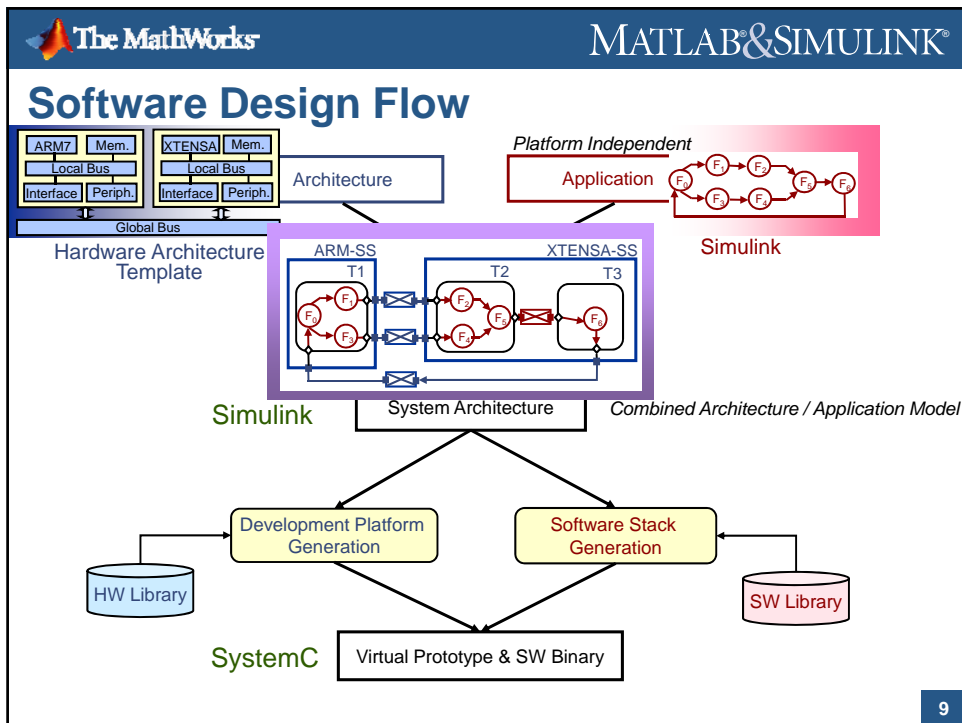 The MathWorks
MATLAB®&SIMULINK®
Software Design Flow
ARM7
Mem.
Local Bus
Interface
Periph.
XTENSA
Mem.
Local Bus
Interface
Periph.
Global Bus
Hardware Architecture
Template
Architecture
Platform Independent
Application
F0
F1
F2
F3
F4
F5
F6
Simulink
ARM-SS
XTENSA-SS
T1
T2
T3
F0
F1
F3
F2
F4
F5
F6
Simulink
System Architecture
Combined Architecture / Application Model
Development Platform
Generation
Software Stack
Generation
HW Library
SW Library
SystemC
Virtual Prototype & SW Binary
9